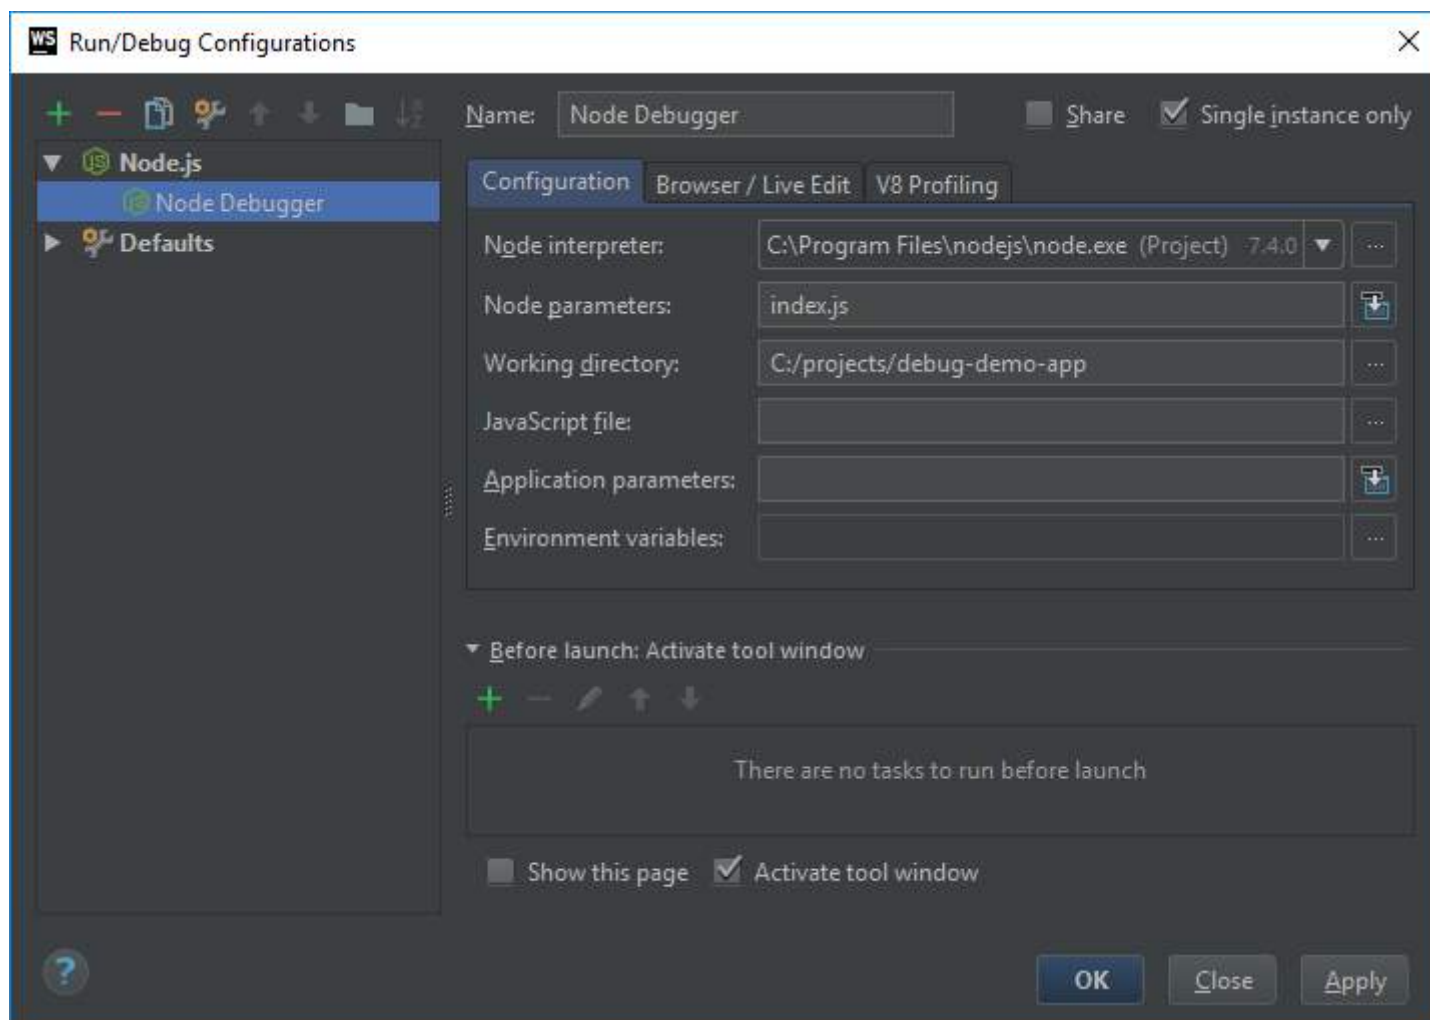 WS Run/Debug Configurations
Name: Node Debugger Share Single instance only
Node.js
Node Debugger
Defaults
Configuration Browser / Live Edit V8 Profiling
Node interpreter: C:\Program Files\nodejs\node.exe (Project) 7.4.0 ...
Node parameters: index.js
Working directory: C:/projects/debug-demo-app ...
JavaScript file: ...
Application parameters:
Environment variables: ...
Before launch: Activate tool window
There are no tasks to run before launch
Show this page Activate tool window
? OK Close Apply